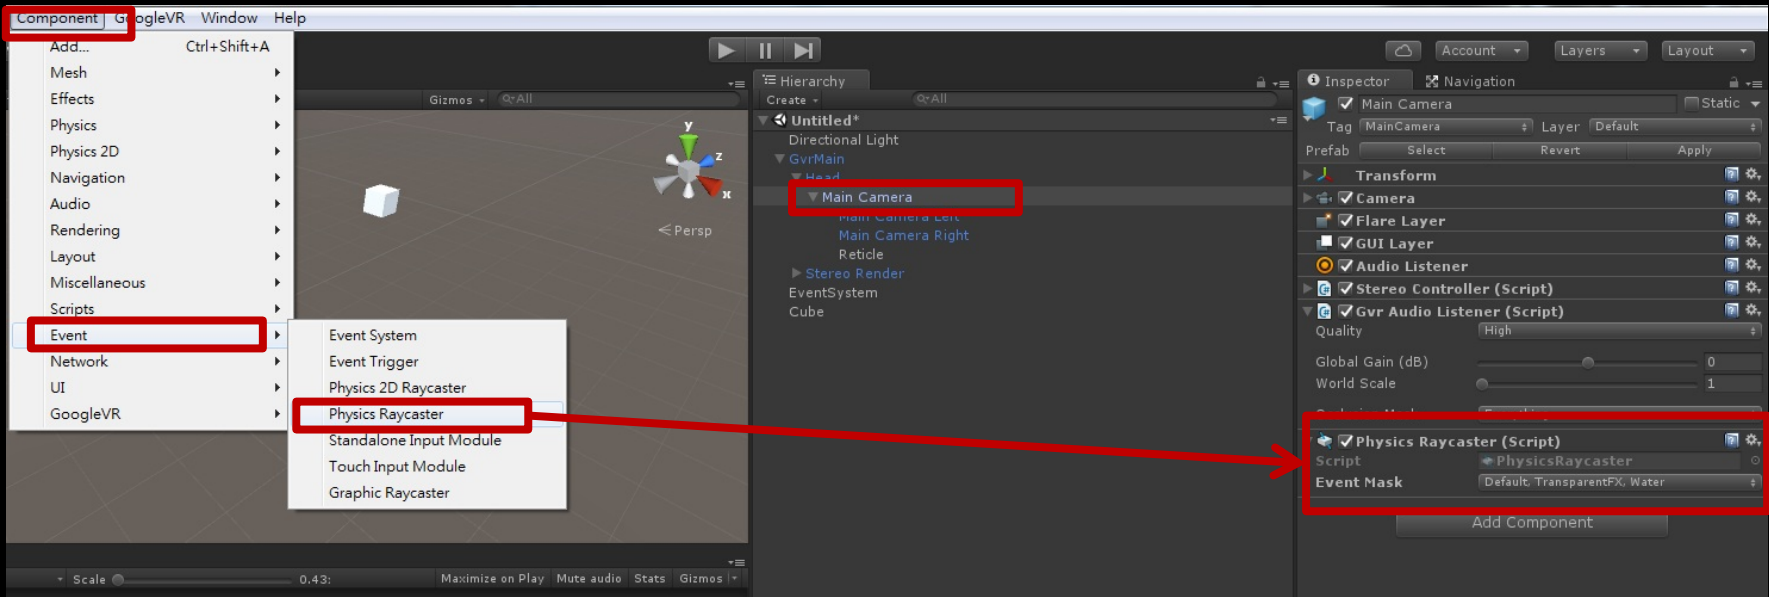 Component GoogleVR Window Help
Add... Ctrl+Shift+A
Mesh
Effects
Physics
Physics 2D
Navigation
Audio
Rendering
Layout
Miscellaneous
Scripts
Event
Network
UI
GoogleVR
Event System
Event Trigger
Physics 2D Raycaster
Physics Raycaster
Standalone Input Module
Touch Input Module
Graphic Raycaster
Gizmos All
y
z
x
Persp
Scale 0.43: Maximize on Play Mute audio Stats Gizmos
Hierarchy
Create All
Untitled*
Directional Light
GvrMain
Head
Main Camera
Main Camera Left
Main Camera Right
Reticle
Stereo Render
EventSystem
Cube
Account Layers Layout
Inspector Navigation
Main Camera Static
Tag MainCamera Layer Default
Prefab Select Revert Apply
Transform
Camera
Flare Layer
GUI Layer
Audio Listener
Stereo Controller (Script)
Gvr Audio Listener (Script)
Quality High
Global Gain (dB) 0
World Scale 1
Physics Raycaster (Script)
Script PhysicsRaycaster
Event Mask Default, TransparentFX, Water
Add Component